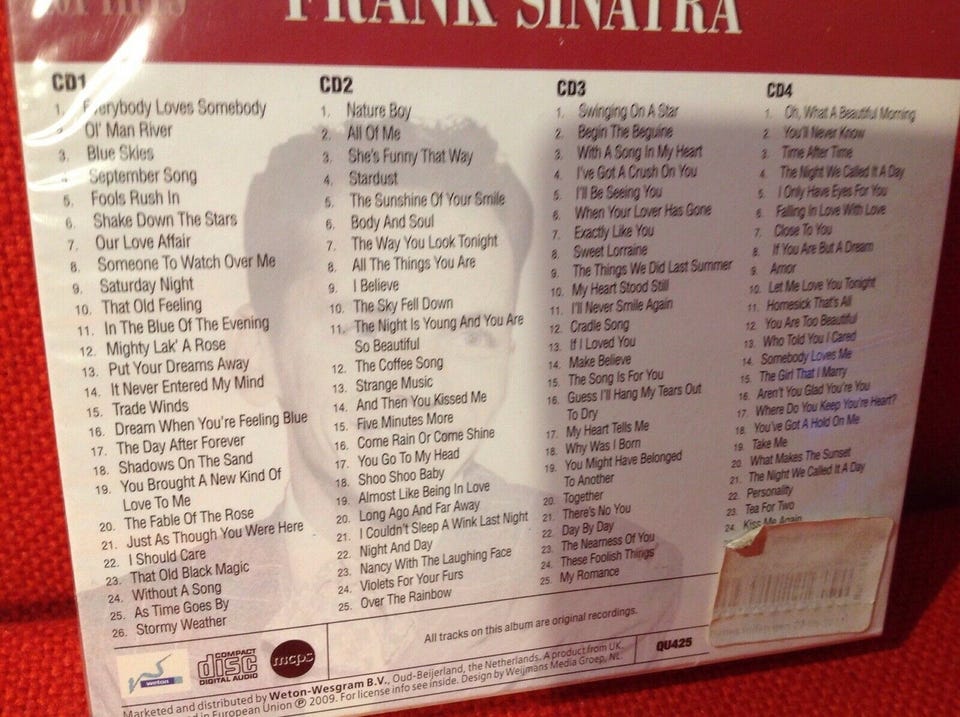 FRANK SINATRA
CD1
1. Everybody Loves Somebody
2. Ol' Man River
3. Blue Skies
4. September Song
5. Fools Rush In
6. Shake Down The Stars
7. Our Love Affair
8. Someone To Watch Over Me
9. Saturday Night
10. That Old Feeling
11. In The Blue Of The Evening
12. Mighty Lak' A Rose
13. Put Your Dreams Away
14. It Never Entered My Mind
15. Trade Winds
16. Dream When You're Feeling Blue
17. The Day After Forever
18. Shadows On The Sand
19. You Brought A New Kind Of
Love To Me
20. The Fable Of The Rose
21. Just As Though You Were Here
22. I Should Care
23. That Old Black Magic
24. Without A Song
25. As Time Goes By
26. Stormy Weather
CD2
1. Nature Boy
2. All Of Me
3. She's Funny That Way
4. Stardust
5. The Sunshine Of Your Smile
6. Body And Soul
7. The Way You Look Tonight
8. All The Things You Are
9. I Believe
10. The Sky Fell Down
11. The Night Is Young And You Are
So Beautiful
12. The Coffee Song
13. Strange Music
14. And Then You Kissed Me
15. Five Minutes More
16. Come Rain Or Come Shine
17. You Go To My Head
18. Shoo Shoo Baby
19. Almost Like Being In Love
20. Long Ago And Far Away
21. I Couldn't Sleep A Wink Last Night
22. Night And Day
23. Nancy With The Laughing Face
24. Violets For Your Furs
25. Over The Rainbow
CD3
1. Swinging On A Star
2. Begin The Beguine
3. With A Song In My Heart
4. I've Got A Crush On You
5. I'll Be Seeing You
6. When Your Lover Has Gone
7. Exactly Like You
8. Sweet Lorraine
9. The Things We Did Last Summer
10. My Heart Stood Still
11. I'll Never Smile Again
12. Cradle Song
13. If I Loved You
14. Make Believe
15. The Song Is For You
16. Guess I'll Hang My Tears Out
To Dry
17. My Heart Tells Me
18. Why Was I Born
19. You Might Have Belonged
To Another
20. Together
21. There's No You
22. Day By Day
23. The Nearness Of You
24. These Foolish Things
25. My Romance
CD4
1. Oh, What A Beautiful Morning
2. You'll Never Know
3. Time After Time
4. The Night We Called It A Day
5. I Only Have Eyes For You
6. Falling In Love With Love
7. Close To You
8. If You Are But A Dream
9. Amor
10. Let Me Love You Tonight
11. Homesick That's All
12. You Are Too Beautiful
13. Who Told You I Cared
14. Somebody Loves Me
15. The Girl That I Marry
16. Aren't You Glad You're You
17. Where Do You Keep You're Heart?
18. You've Got A Hold On Me
19. Take Me
20. What Makes The Sunset
21. The Night We Called It A Day
22. Personality
23. Tea For Two
24. Kiss Me Again
All tracks on this album are original recordings.
weton
COMPACT
disc
DIGITAL AUDIO
mcps
QU425
Marketed and distributed by Weton-Wesgram B.V., Oud-Beijerland, the Netherlands. A product from UK.
in European Union ℗ 2009. For license info see inside. Design by Weijmans Media Groep, NL.